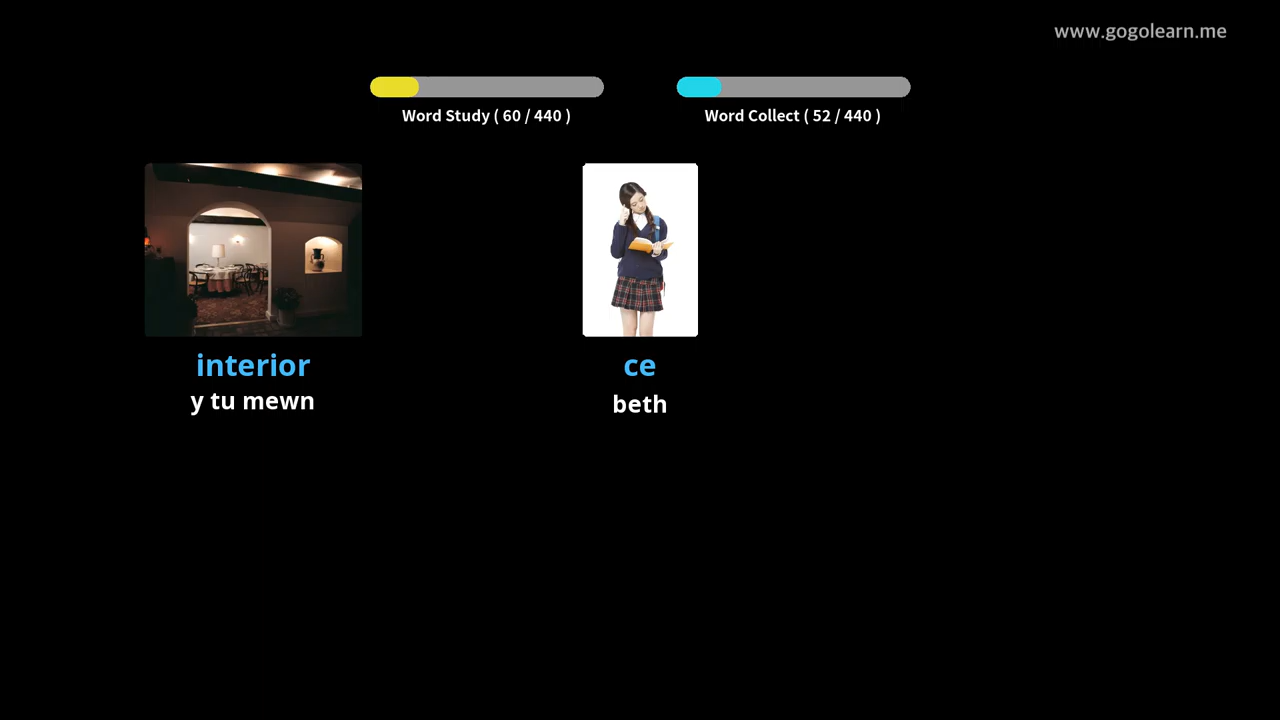 www.gogolearn.me
Word Study ( 60 / 440 )
Word Collect ( 52 / 440 )
interior
y tu mewn
ce
beth